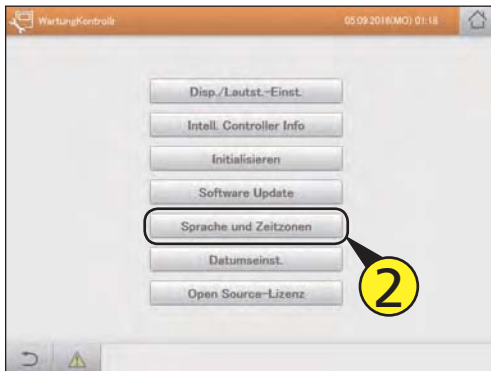 WartungKontrolle
05.09.2016(MO) 01:18
Disp./Lautst.-Einst.
Intell. Controller Info
Initialisieren
Software Update
Sprache und Zeitzonen
2
Datumseinst.
Open Source-Lizenz